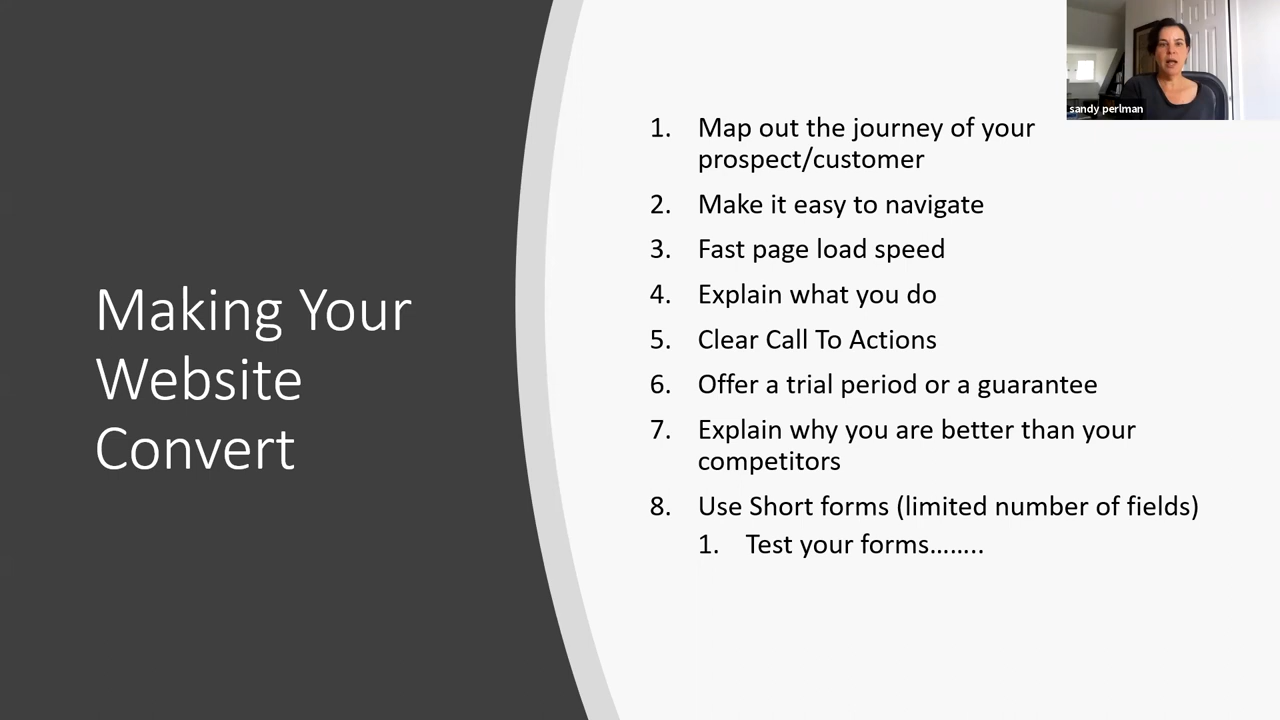 Making Your
Website
Convert
1. Map out the journey of your
prospect/customer
2. Make it easy to navigate
3. Fast page load speed
4. Explain what you do
5. Clear Call To Actions
6. Offer a trial period or a guarantee
7. Explain why you are better than your
competitors
8. Use Short forms (limited number of fields)
1. Test your forms……..
sandy perlman